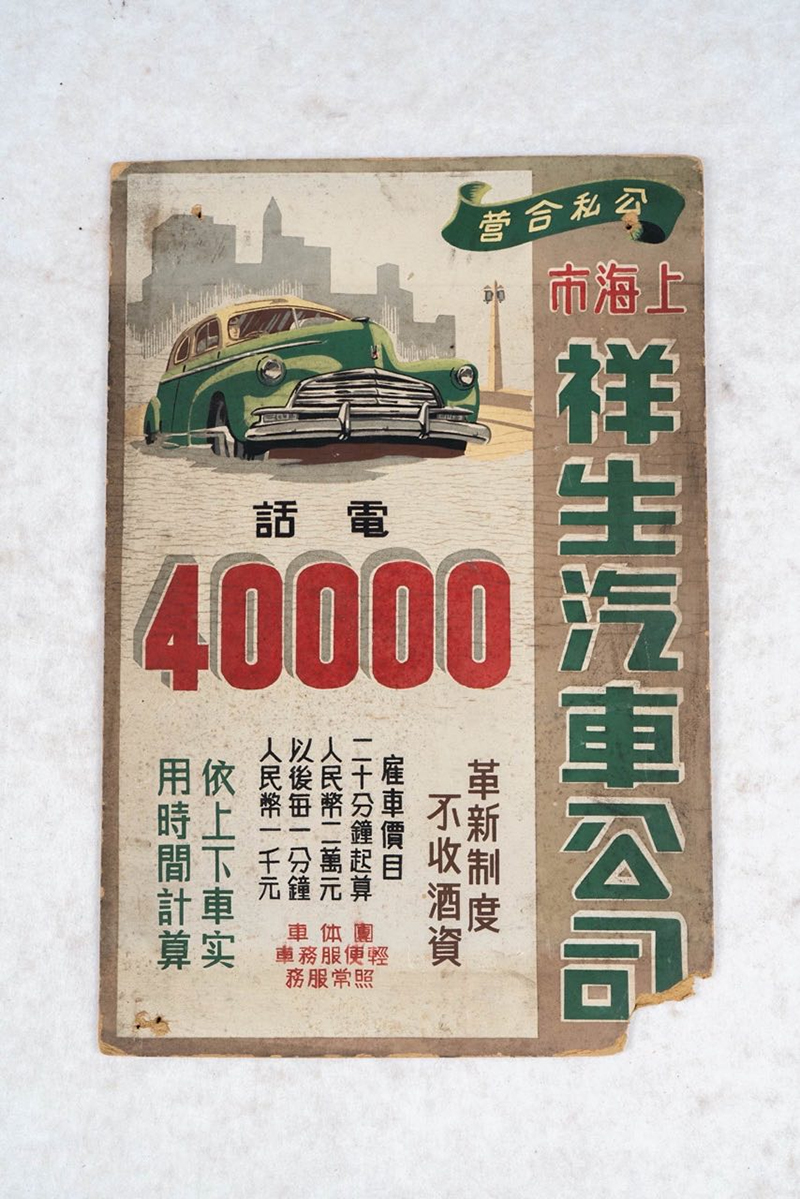 公私合营
上海市
祥生汽車公司
電話
40000
革新制度
不收酒資
雇車價目
二十分鐘起算
人民幣二萬元
以後每一分鐘
人民幣一千元
團体車
輕便服務車
照常服務
依上下車实
用時間計算